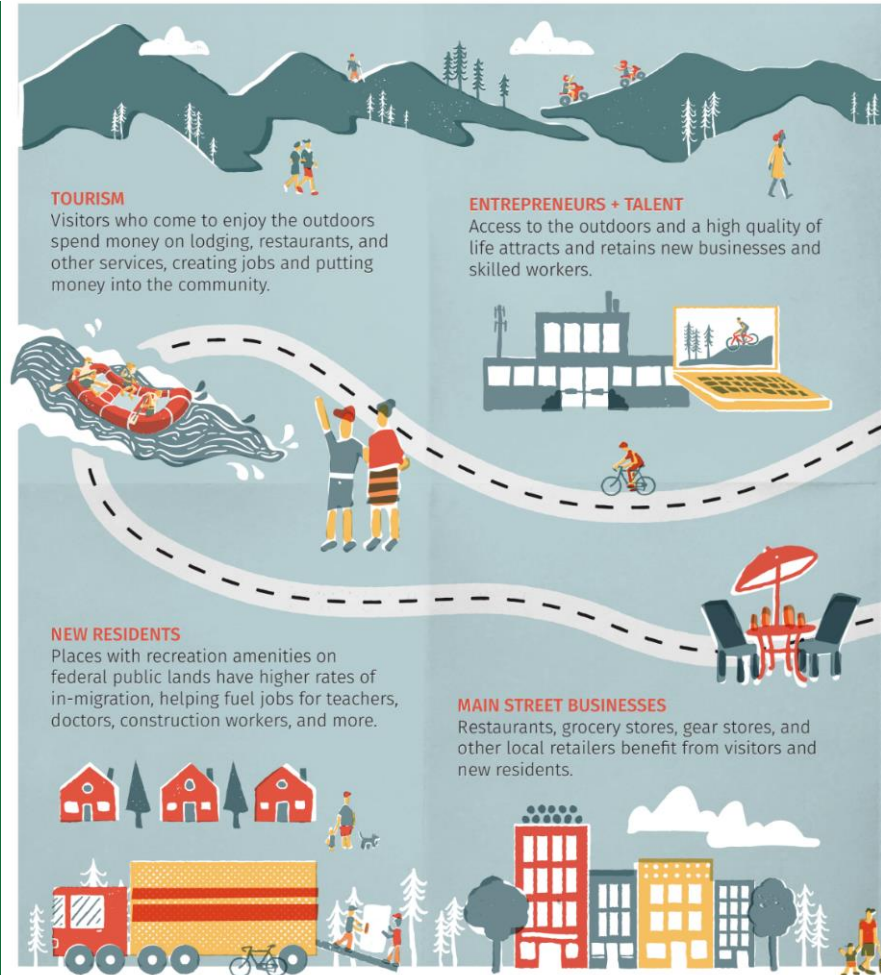 TOURISM
Visitors who come to enjoy the outdoors
spend money on lodging, restaurants, and
other services, creating jobs and putting
money into the community.
ENTREPRENEURS + TALENT
Access to the outdoors and a high quality of
life attracts and retains new businesses and
skilled workers.
NEW RESIDENTS
Places with recreation amenities on
federal public lands have higher rates of
in-migration, helping fuel jobs for teachers,
doctors, construction workers, and more.
MAIN STREET BUSINESSES
Restaurants, grocery stores, gear stores, and
other local retailers benefit from visitors and
new residents.